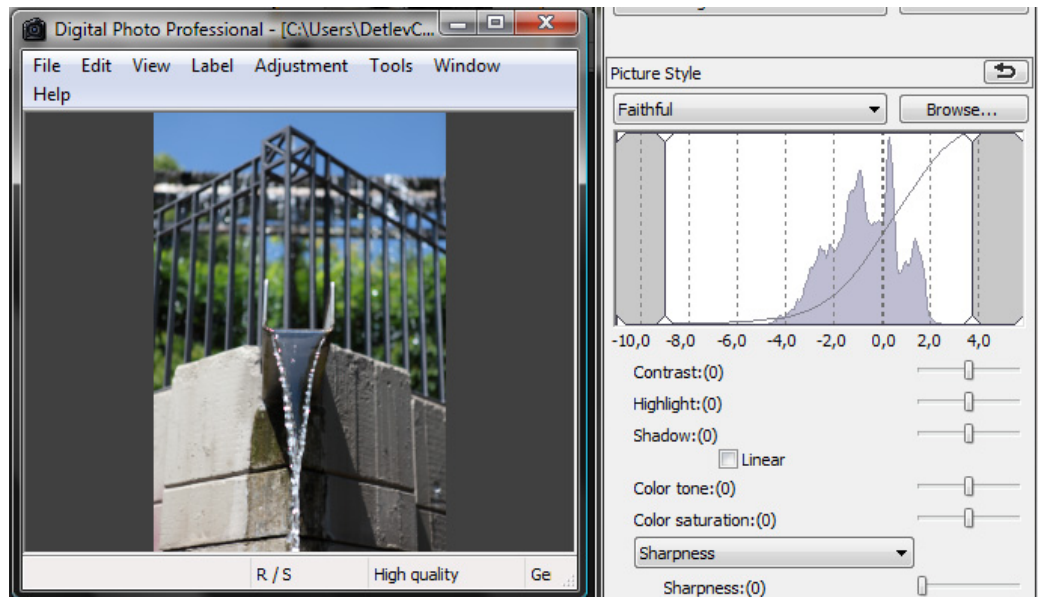 Digital Photo Professional - [C:\Users\DetlevC...
File Edit View Label Adjustment Tools Window
Help
R / S High quality Ge
Picture Style
Faithful Browse...
-10,0 -8,0 -6,0 -4,0 -2,0 0,0 2,0 4,0
Contrast:(0)
Highlight:(0)
Shadow:(0)
Linear
Color tone:(0)
Color saturation:(0)
Sharpness
Sharpness:(0)